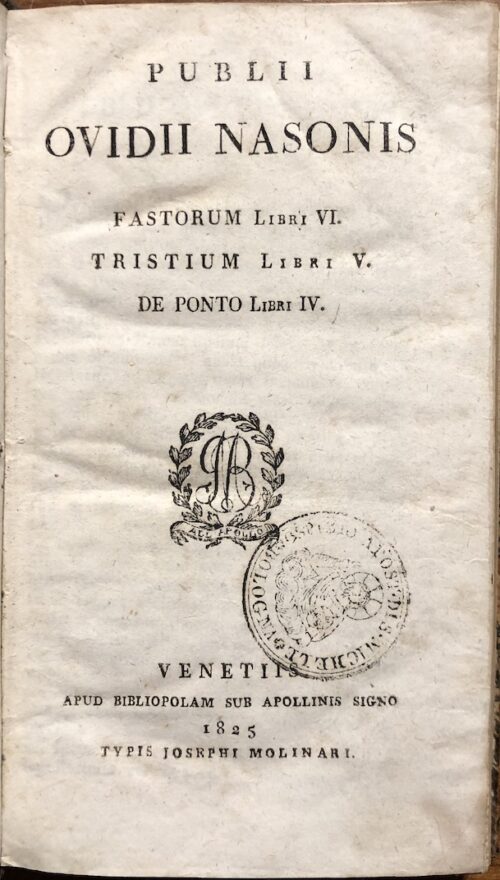 PUBLII
OVIDII NASONIS
FASTORUM LIBRI VI.
TRISTIUM LIBRI V.
DE PONTO LIBRI IV.
VENETIIS
APUD BIBLIOPOLAM SUB APOLLINIS SIGNO
1825
TYPIS JOSEPHI MOLINARI.